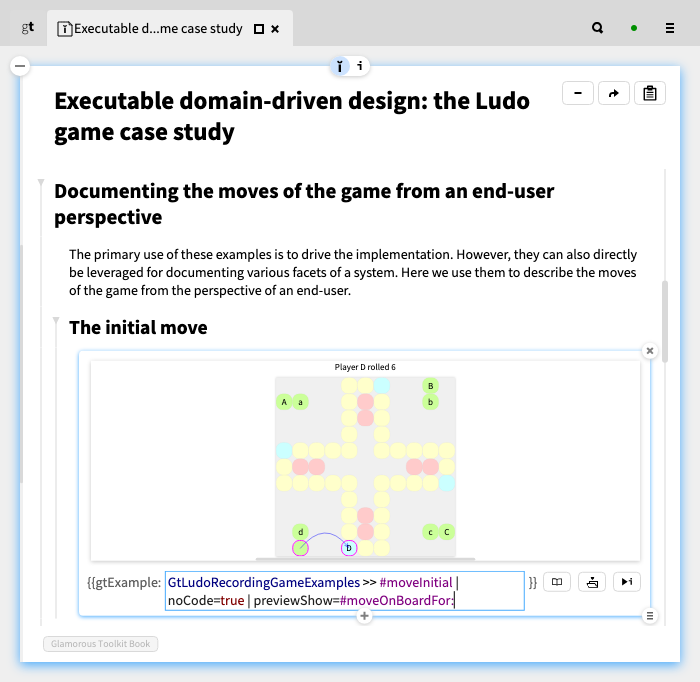 gt
Executable d...me case study
Executable domain-driven design: the Ludo
game case study
Documenting the moves of the game from an end-user
perspective
The primary use of these examples is to drive the implementation. However, they can also directly
be leveraged for documenting various facets of a system. Here we use them to describe the moves
of the game from the perspective of an end-user.
The initial move
Player D rolled 6
B
A a
b
d
c C
D
{{gtExample: GtLudoRecordingGameExamples >> #moveInitial | }}
noCode=true | previewShow=#moveOnBoardFor:
Glamorous Toolkit Book